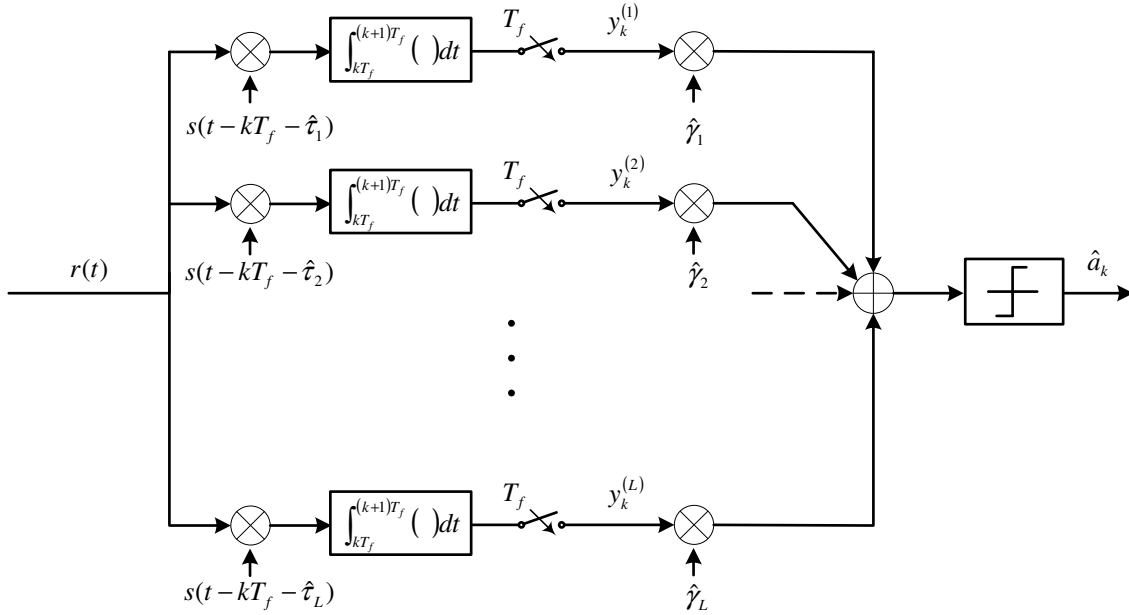 T_f y_k^{(1)}
∫_{kT_f}^{(k+1)T_f} ( )dt
s(t − kT_f − τ̂_1) γ̂_1
T_f y_k^{(2)}
∫_{kT_f}^{(k+1)T_f} ( )dt
s(t − kT_f − τ̂_2) γ̂_2
r(t) â_k
T_f y_k^{(L)}
∫_{kT_f}^{(k+1)T_f} ( )dt
s(t − kT_f − τ̂_L) γ̂_L